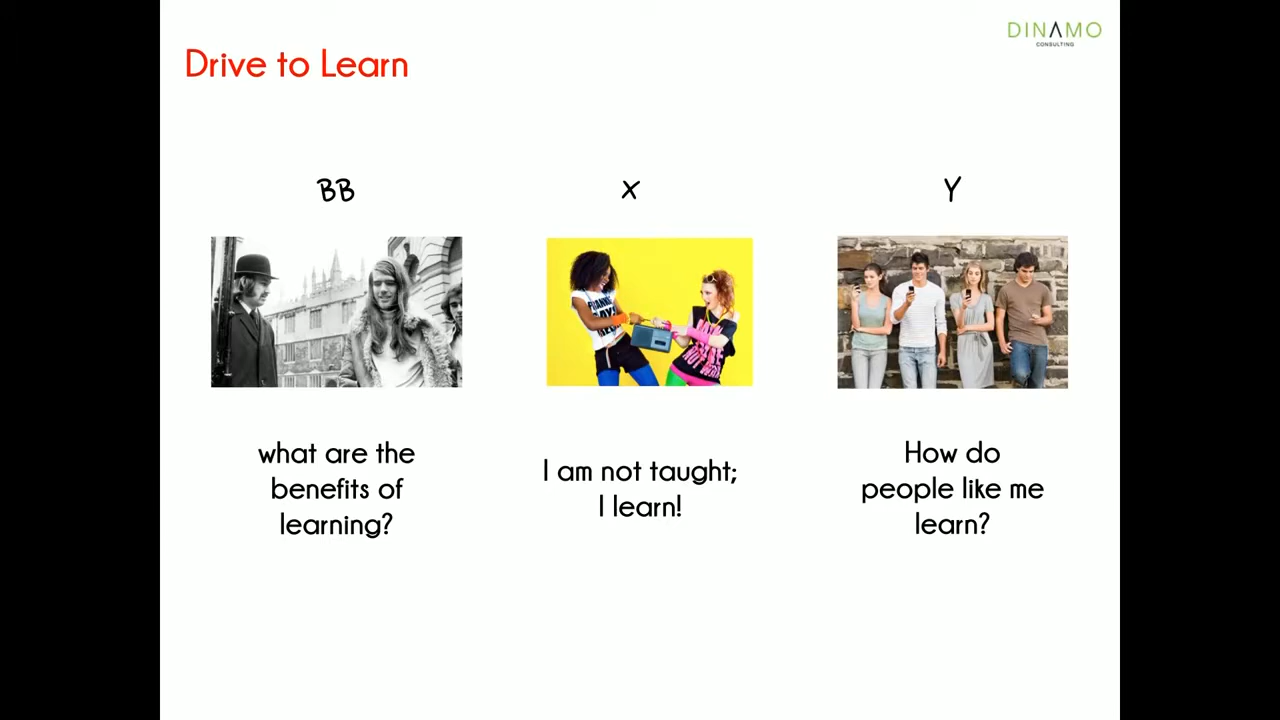 DINAMO
CONSULTING
Drive to Learn
BB
X
Y
what are the
benefits of
learning?
I am not taught;
I learn!
How do
people like me
learn?